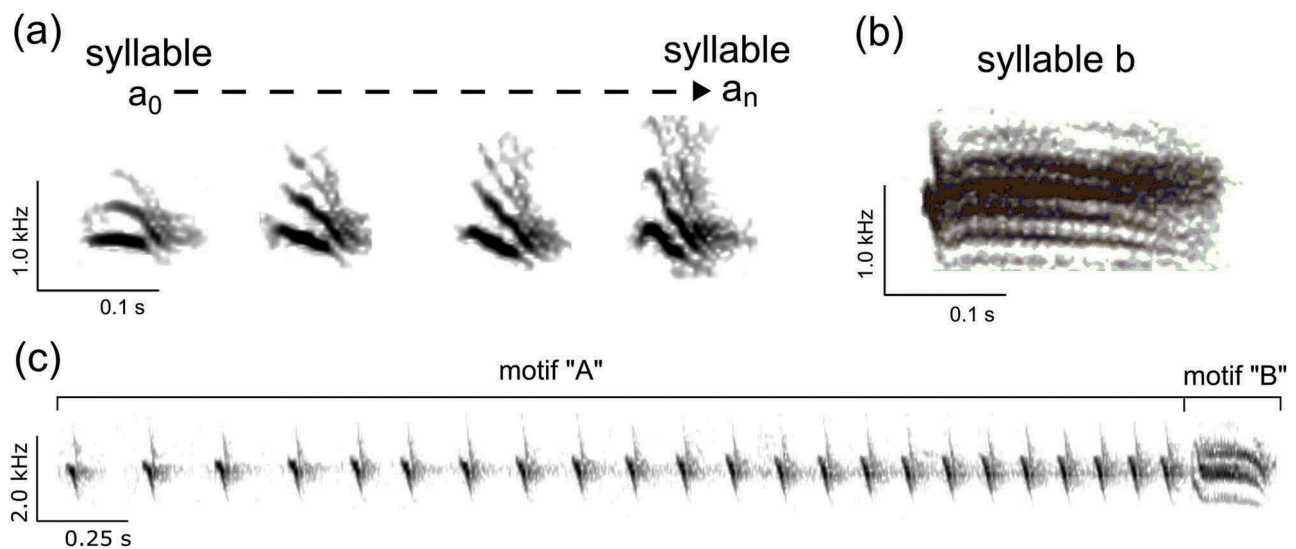 (a)
syllable
a0
syllable
an
1.0 kHz
0.1 s
(b)
syllable b
1.0 kHz
0.1 s
(c)
motif "A"
motif "B"
2.0 kHz
0.25 s